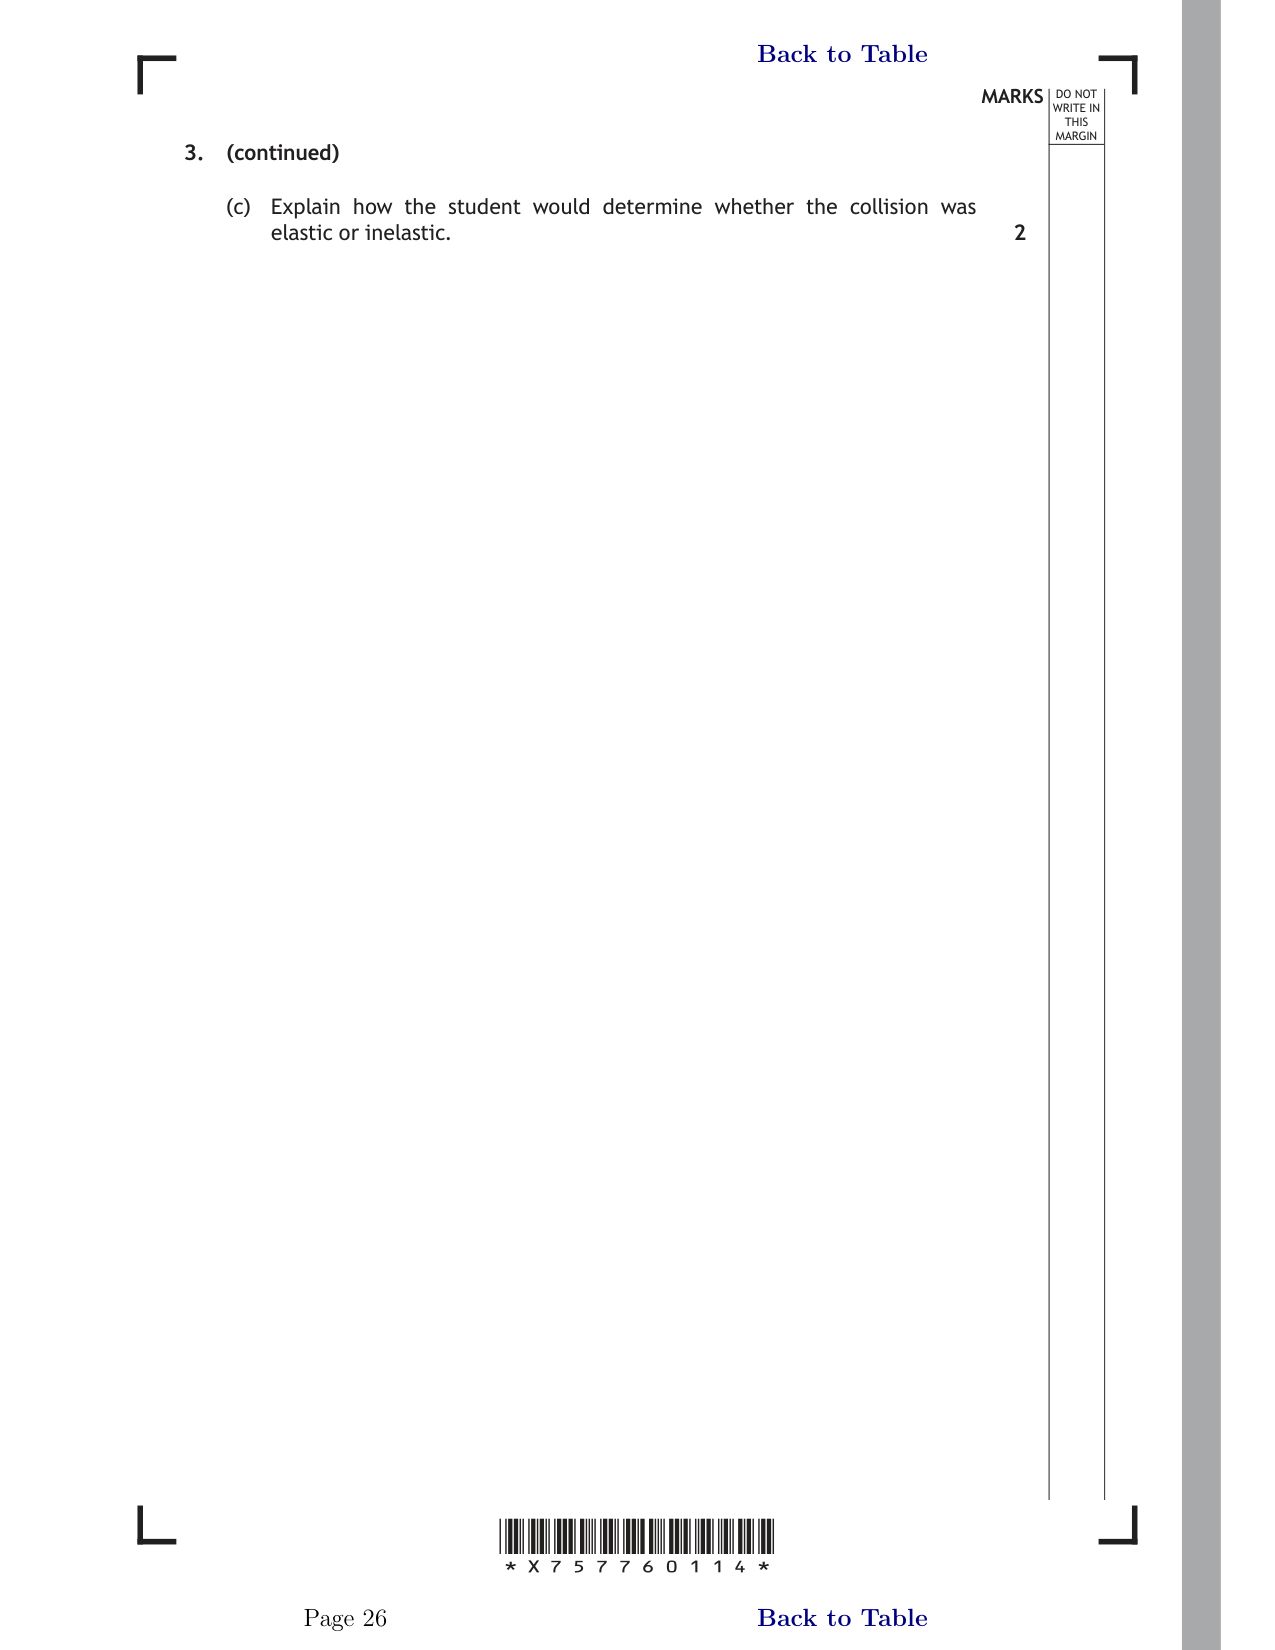 Back to Table
MARKS
DO NOT
WRITE IN
THIS
MARGIN
3. (continued)
(c) Explain how the student would determine whether the collision was
elastic or inelastic. 2
*X757760114*
Page 26
Back to Table